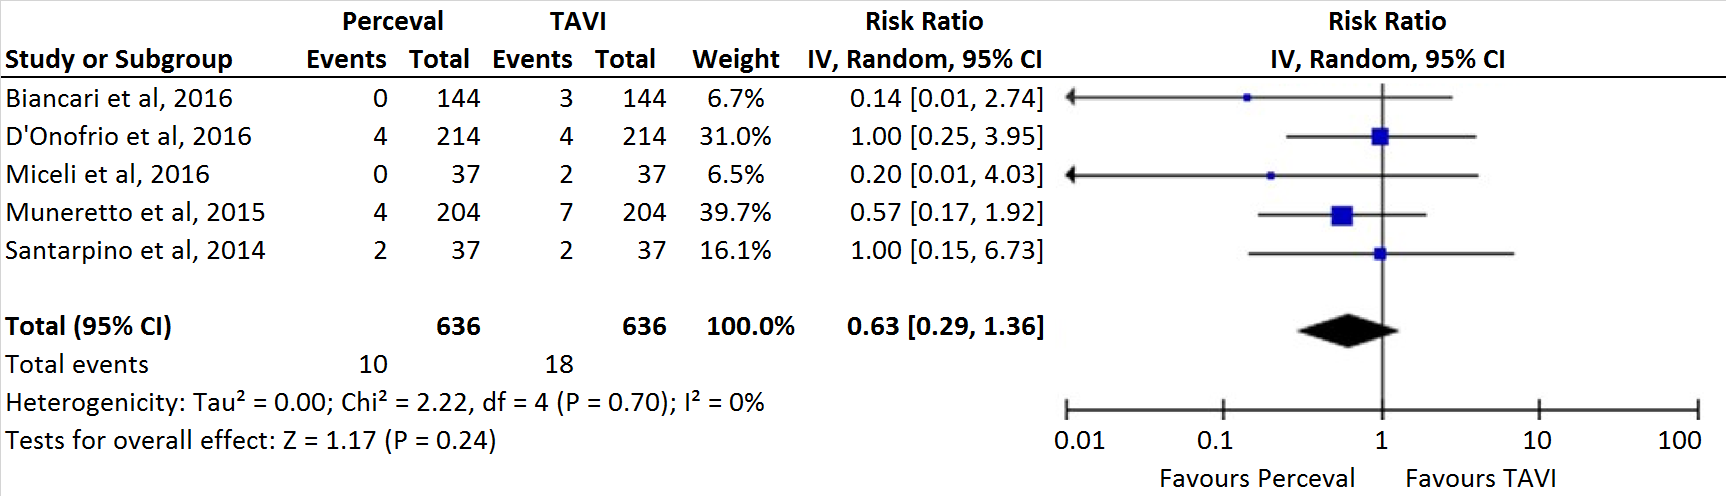 Perceval TAVI Risk Ratio Risk Ratio
Study or Subgroup Events Total Events Total Weight IV, Random, 95% CI IV, Random, 95% CI
Biancari et al, 2016 0 144 3 144 6.7% 0.14 [0.01, 2.74]
D'Onofrio et al, 2016 4 214 4 214 31.0% 1.00 [0.25, 3.95]
Miceli et al, 2016 0 37 2 37 6.5% 0.20 [0.01, 4.03]
Muneretto et al, 2015 4 204 7 204 39.7% 0.57 [0.17, 1.92]
Santarpino et al, 2014 2 37 2 37 16.1% 1.00 [0.15, 6.73]
Total (95% CI) 636 636 100.0% 0.63 [0.29, 1.36]
Total events 10 18
Heterogenicity: Tau² = 0.00; Chi² = 2.22, df = 4 (P = 0.70); I² = 0%
Tests for overall effect: Z = 1.17 (P = 0.24)
0.01 0.1 1 10 100
Favours Perceval Favours TAVI